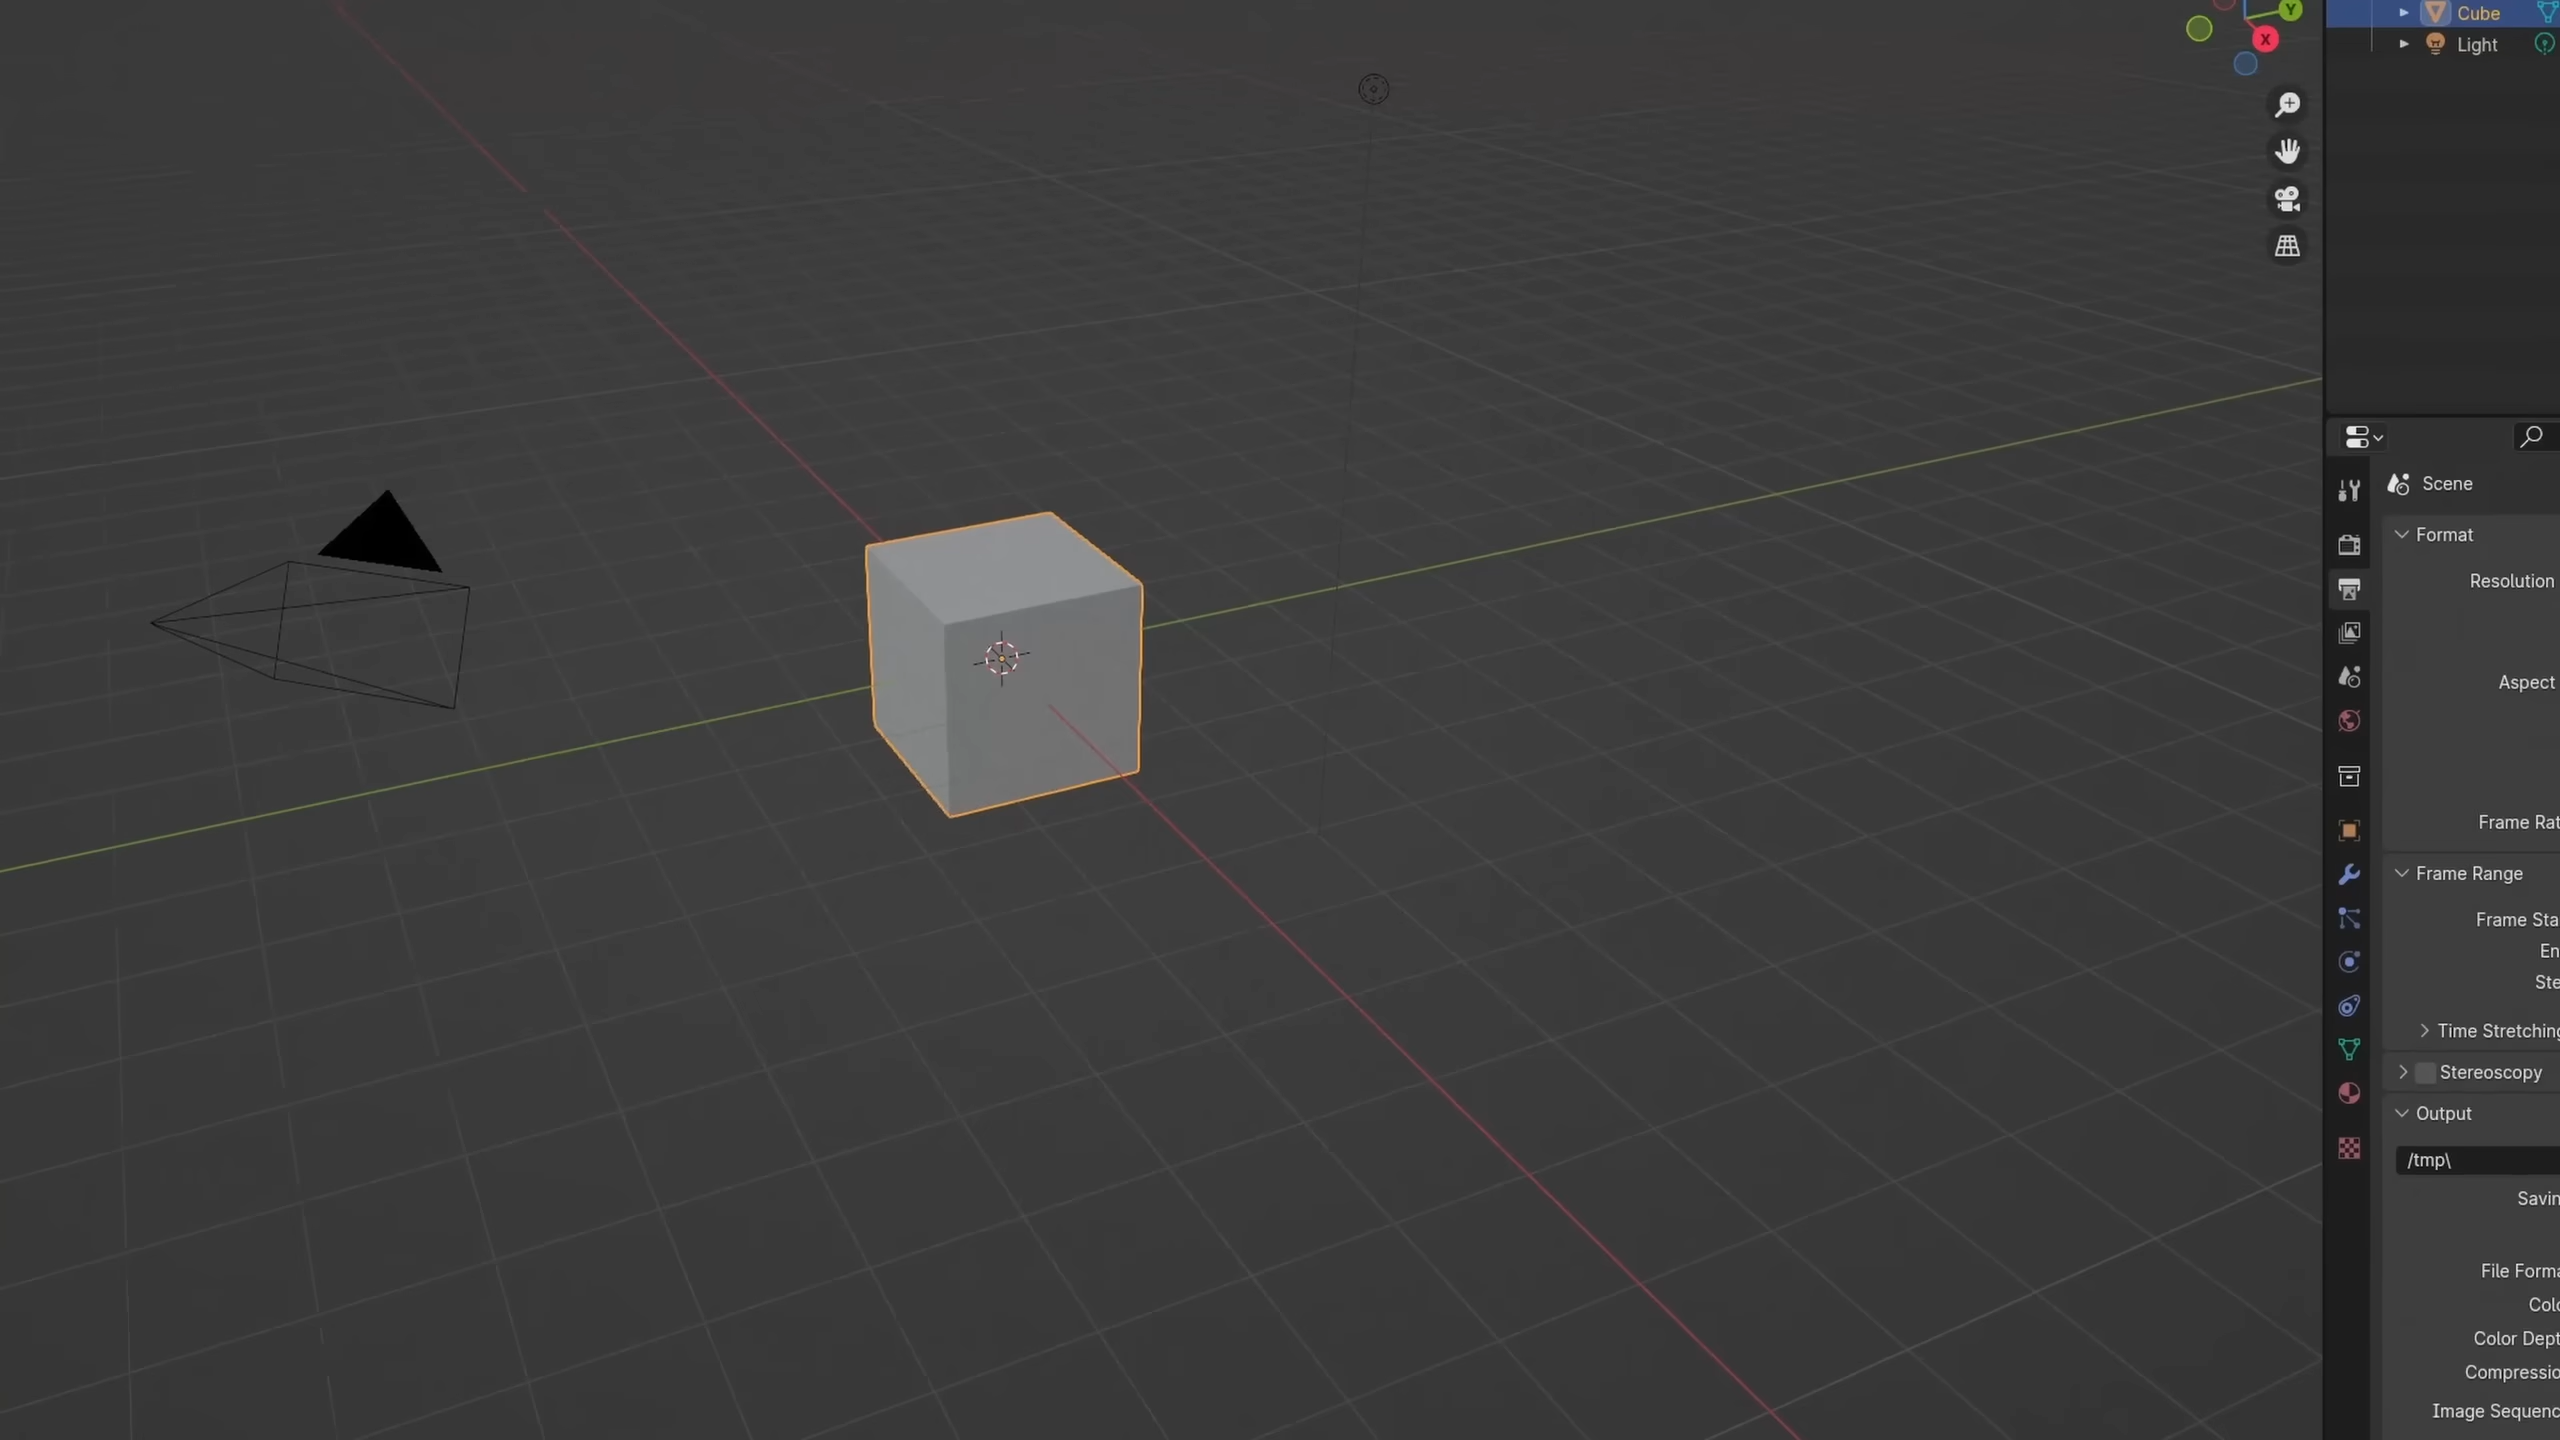 Y
X
Cube
Light
Scene
Format
Resolution
Aspect
Frame Rat
Frame Range
Frame Sta
En
Ste
Time Stretching
Stereoscopy
Output
/tmp\
Savin
File Forma
Colo
Color Dept
Compressio
Image Sequenc